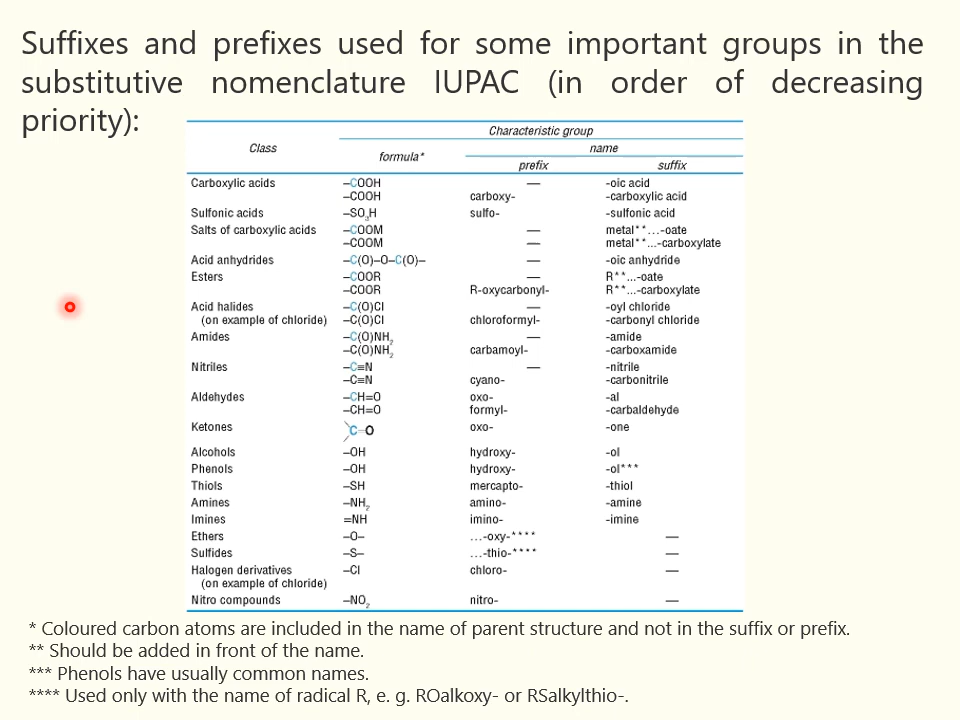 Suffixes and prefixes used for some important groups in the
substitutive nomenclature IUPAC (in order of decreasing
priority):
Characteristic group
Class formula* name
prefix suffix
Carboxylic acids –COOH — -oic acid
–COOH carboxy- -carboxylic acid
Sulfonic acids –SO₃H sulfo- -sulfonic acid
Salts of carboxylic acids –COOM — metal**...-oate
–COOM — metal**...-carboxylate
Acid anhydrides –C(O)–O–C(O)– — -oic anhydride
Esters –COOR — R**...-oate
–COOR R-oxycarbonyl- R**...-carboxylate
Acid halides –C(O)Cl — -oyl chloride
(on example of chloride) –C(O)Cl chloroformyl- -carbonyl chloride
Amides –C(O)NH₂ — -amide
–C(O)NH₂ carbamoyl- -carboxamide
Nitriles –C≡N — -nitrile
–C≡N cyano- -carbonitrile
Aldehydes –CH=O oxo- -al
–CH=O formyl- -carbaldehyde
Ketones C=O oxo- -one
Alcohols –OH hydroxy- -ol
Phenols –OH hydroxy- -ol***
Thiols –SH mercapto- -thiol
Amines –NH₂ amino- -amine
Imines =NH imino- -imine
Ethers –O– ...-oxy-**** —
Sulfides –S– ...-thio-**** —
Halogen derivatives –Cl chloro- —
(on example of chloride)
Nitro compounds –NO₂ nitro- —
* Coloured carbon atoms are included in the name of parent structure and not in the suffix or prefix.
** Should be added in front of the name.
*** Phenols have usually common names.
**** Used only with the name of radical R, e. g. ROalkoxy- or RSalkylthio-.